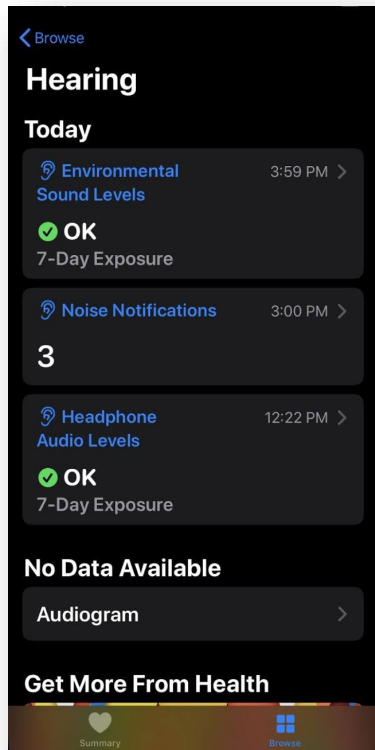 Browse
Hearing
Today
Environmental
Sound Levels
3:59 PM
OK
7-Day Exposure
Noise Notifications
3:00 PM
3
Headphone
Audio Levels
12:22 PM
OK
7-Day Exposure
No Data Available
Audiogram
Get More From Health
Summary
Browse